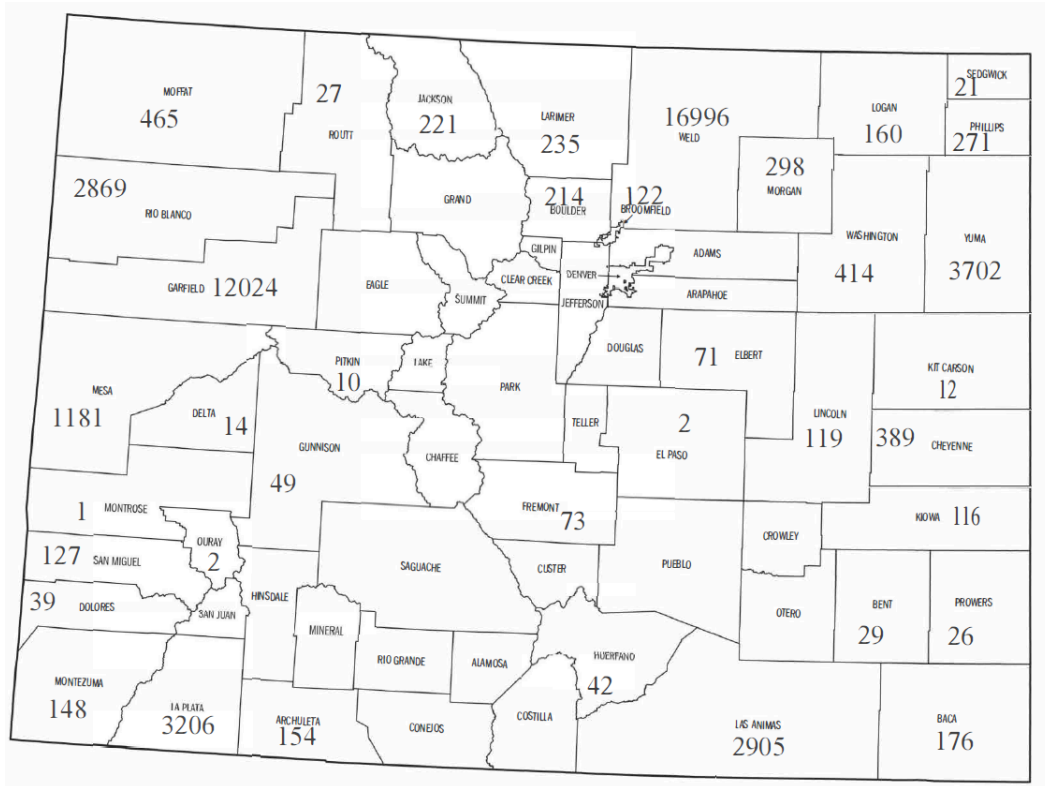 MOFFAT
465
27
ROUTT
JACKSON
221
LARIMER
235
16996
WELD
LOGAN
160
SEDGWICK
21
PHILLIPS
271
298
MORGAN
2869
RIO BLANCO
GRAND
214
BOULDER
122
BROOMFIELD
WASHINGTON
414
YUMA
3702
GILPIN
ADAMS
GARFIELD 12024
EAGLE
SUMMIT
CLEAR CREEK
DENVER
ARAPAHOE
JEFFERSON
MESA
1181
PITKIN
10
LAKE
PARK
DOUGLAS
71 ELBERT
KIT CARSON
12
DELTA
14
GUNNISON
49
CHAFFEE
TELLER
2
EL PASO
LINCOLN
119
389 CHEYENNE
1 MONTROSE
FREMONT
73
CROWLEY
KIOWA 116
OURAY
2
127 SAN MIGUEL
SAGUACHE
CUSTER
PUEBLO
39 DOLORES
SAN JUAN
HINSDALE
MINERAL
OTERO
BENT
29
PROWERS
26
RIO GRANDE
ALAMOSA
HUERFANO
42
MONTEZUMA
148
LA PLATA
3206
ARCHULETA
154
CONEJOS
COSTILLA
LAS ANIMAS
2905
BACA
176